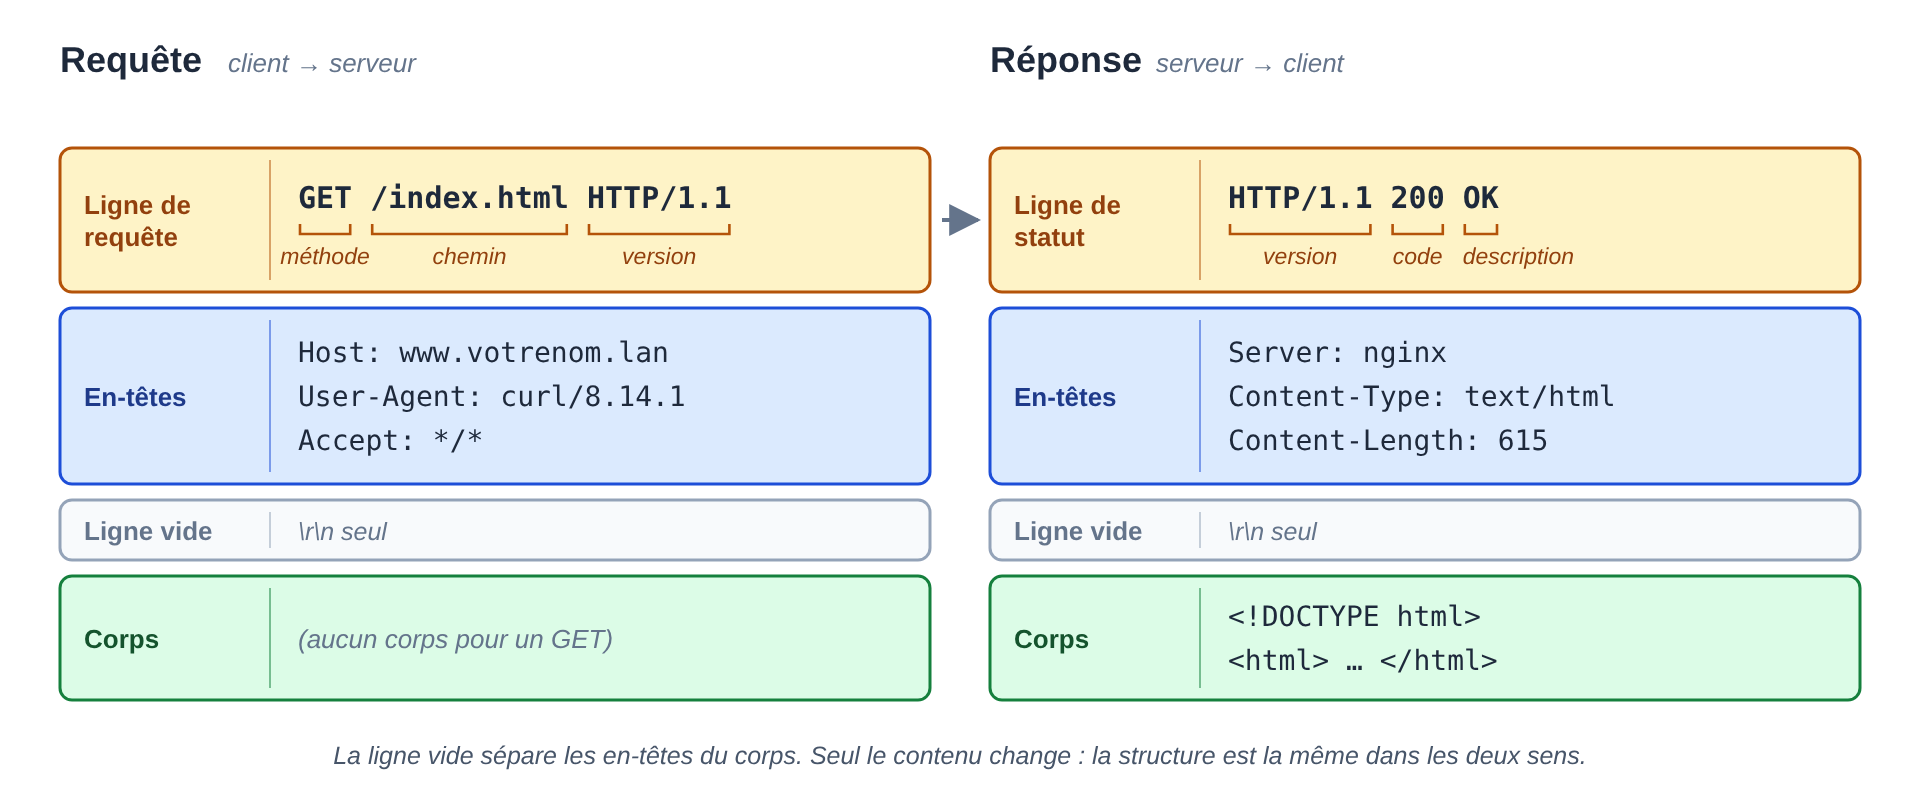 Requête client → serveur
Ligne de
requête
GET /index.html HTTP/1.1
méthode chemin version
En-têtes
Host: www.votrenom.lan
User-Agent: curl/8.14.1
Accept: */*
Ligne vide
\r\n seul
Corps
(aucun corps pour un GET)
Réponse serveur → client
Ligne de
statut
HTTP/1.1 200 OK
version code description
En-têtes
Server: nginx
Content-Type: text/html
Content-Length: 615
Ligne vide
\r\n seul
Corps
<!DOCTYPE html>
<html> … </html>
La ligne vide sépare les en-têtes du corps. Seul le contenu change : la structure est la même dans les deux sens.